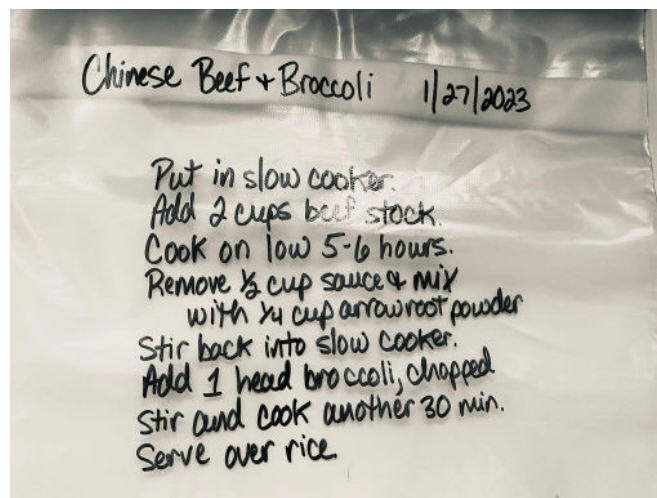 Chinese Beef + Broccoli 1/27/2023
Put in slow cooker.
Add 2 cups beef stock.
Cook on low 5-6 hours.
Remove ½ cup sauce & mix
with ¼ cup arrowroot powder
Stir back into slow cooker.
Add 1 head broccoli, chopped
Stir and cook another 30 min.
Serve over rice.